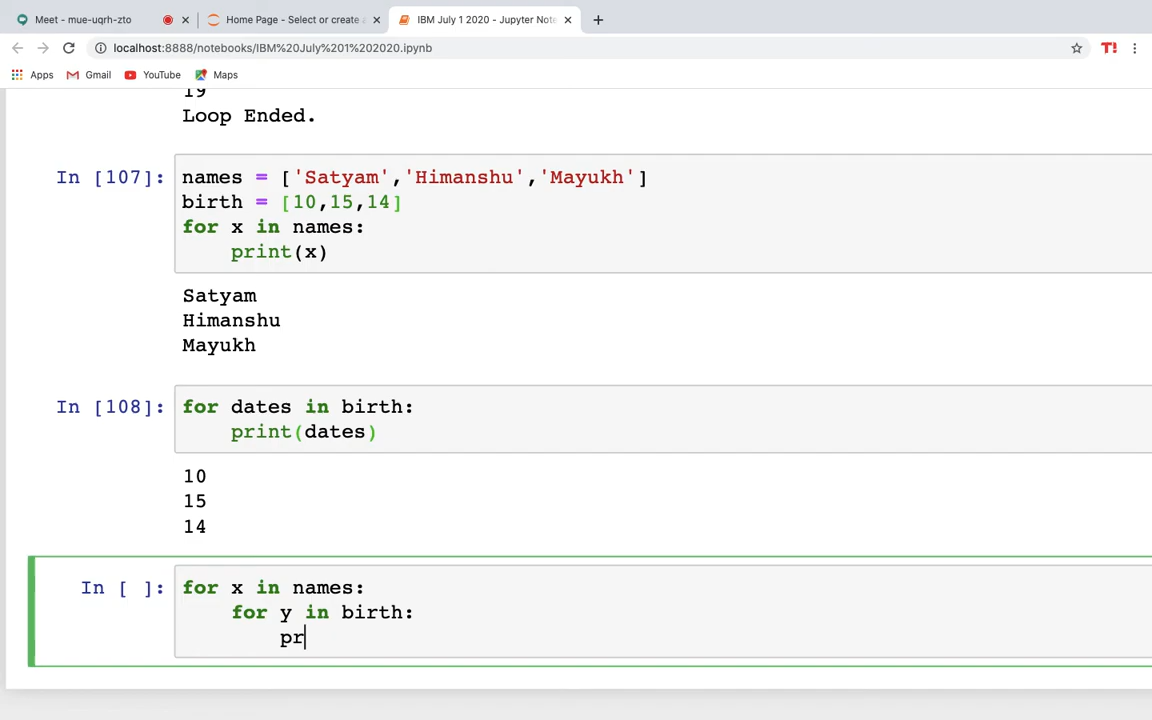 Meet - mue-uqrh-zto
Home Page - Select or create
IBM July 1 2020 - Jupyter Note
localhost:8888/notebooks/IBM%20July%201%202020.ipynb
Apps Gmail YouTube Maps
19
Loop Ended.
In [107]: names = ['Satyam','Himanshu','Mayukh']
birth = [10,15,14]
for x in names:
    print(x)
Satyam
Himanshu
Mayukh
In [108]: for dates in birth:
    print(dates)
10
15
14
In [ ]: for x in names:
    for y in birth:
        pr